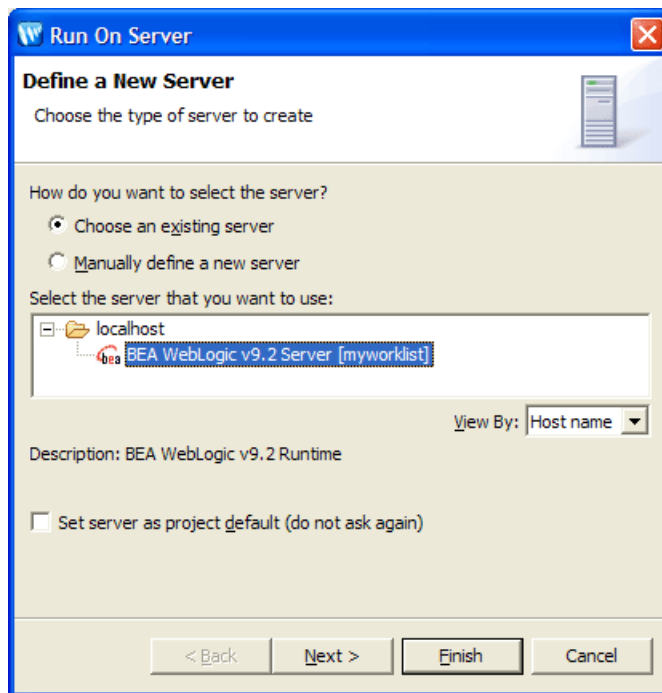 Run On Server
Define a New Server
Choose the type of server to create
How do you want to select the server?
Choose an existing server
Manually define a new server
Select the server that you want to use:
localhost
bea BEA WebLogic v9.2 Server [myworklist]
View By: Host name
Description: BEA WebLogic v9.2 Runtime
Set server as project default (do not ask again)
< Back Next > Finish Cancel